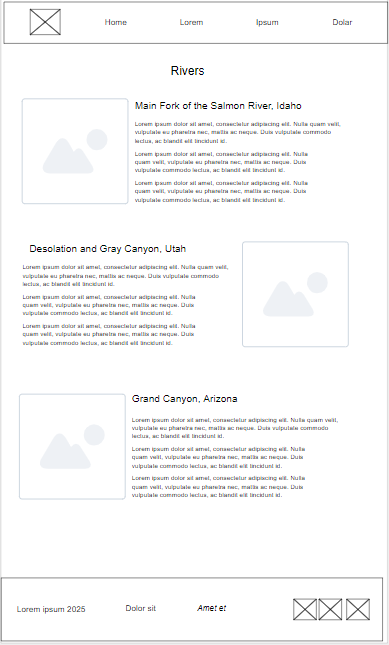 Home Lorem Ipsum Dolar
Rivers
Main Fork of the Salmon River, Idaho
Lorem ipsum dolor sit amet, consectetur adipiscing elit. Nulla quam velit,
vulputate eu pharetra nec, mattis ac neque. Duis vulputate commodo
lectus, ac blandit elit tincidunt id.
Lorem ipsum dolor sit amet, consectetur adipiscing elit. Nulla
quam velit, vulputate eu pharetra nec, mattis ac neque. Duis
vulputate commodo lectus, ac blandit elit tincidunt id.
Lorem ipsum dolor sit amet, consectetur adipiscing elit. Nulla
quam velit, vulputate eu pharetra nec, mattis ac neque. Duis
vulputate commodo lectus, ac blandit elit tincidunt id.
Desolation and Gray Canyon, Utah
Lorem ipsum dolor sit amet, consectetur adipiscing elit. Nulla quam velit,
vulputate eu pharetra nec, mattis ac neque. Duis vulputate commodo
lectus, ac blandit elit tincidunt id.
Lorem ipsum dolor sit amet, consectetur adipiscing elit. Nulla
quam velit, vulputate eu pharetra nec, mattis ac neque. Duis
vulputate commodo lectus, ac blandit elit tincidunt id.
Lorem ipsum dolor sit amet, consectetur adipiscing elit. Nulla
quam velit, vulputate eu pharetra nec, mattis ac neque. Duis
vulputate commodo lectus, ac blandit elit tincidunt id.
Grand Canyon, Arizona
Lorem ipsum dolor sit amet, consectetur adipiscing elit. Nulla quam velit,
vulputate eu pharetra nec, mattis ac neque. Duis vulputate commodo
lectus, ac blandit elit tincidunt id.
Lorem ipsum dolor sit amet, consectetur adipiscing elit. Nulla
quam velit, vulputate eu pharetra nec, mattis ac neque. Duis
vulputate commodo lectus, ac blandit elit tincidunt id.
Lorem ipsum dolor sit amet, consectetur adipiscing elit. Nulla
quam velit, vulputate eu pharetra nec, mattis ac neque. Duis
vulputate commodo lectus, ac blandit elit tincidunt id.
Lorem ipsum 2025 Dolor sit Amet et